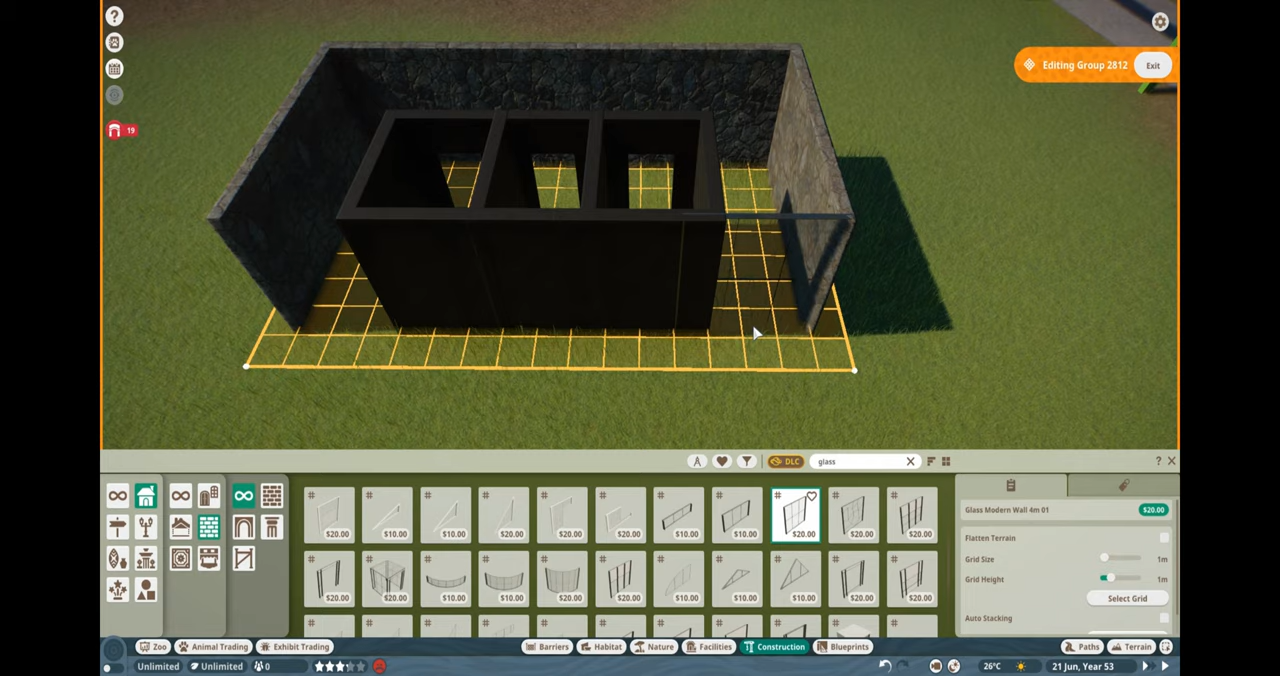 ?
Editing Group 2812
Exit
19
DLC
glass
?
$20.00
$10.00
$10.00
$20.00
$20.00
$20.00
$10.00
$10.00
$20.00
$20.00
$20.00
$20.00
$20.00
$10.00
$10.00
$20.00
$20.00
$10.00
$10.00
$10.00
$20.00
$20.00
Glass Modern Wall 4m 01
$20.00
Flatten Terrain
Grid Size
1m
Grid Height
1m
Select Grid
Auto Stacking
Zoo
Animal Trading
Exhibit Trading
Barriers
Habitat
Nature
Facilities
Construction
Blueprints
Paths
Terrain
Unlimited
Unlimited
0
26°C
21 Jun, Year 53